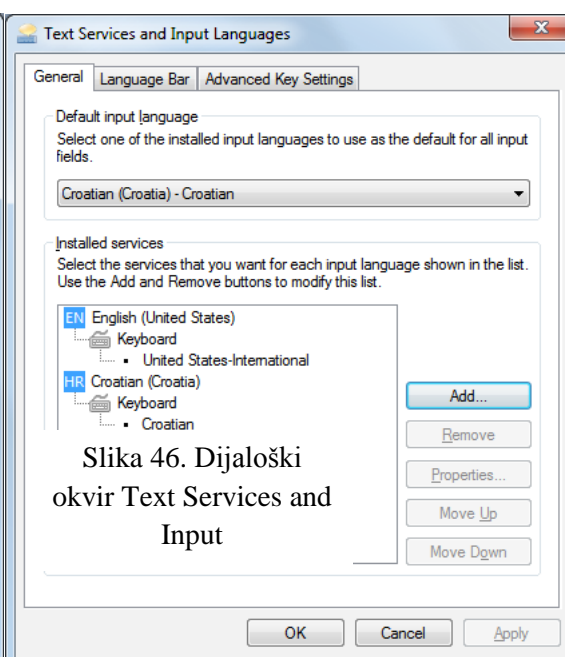 Text Services and Input Languages
General
Language Bar
Advanced Key Settings
Default input language
Select one of the installed input languages to use as the default for all input
fields.
Croatian (Croatia) - Croatian
Installed services
Select the services that you want for each input language shown in the list.
Use the Add and Remove buttons to modify this list.
EN English (United States)
Keyboard
• United States-International
HR Croatian (Croatia)
Keyboard
• Croatian
Add...
Remove
Properties...
Move Up
Move Down
Slika 46. Dijaloški
okvir Text Services and
Input
OK
Cancel
Apply